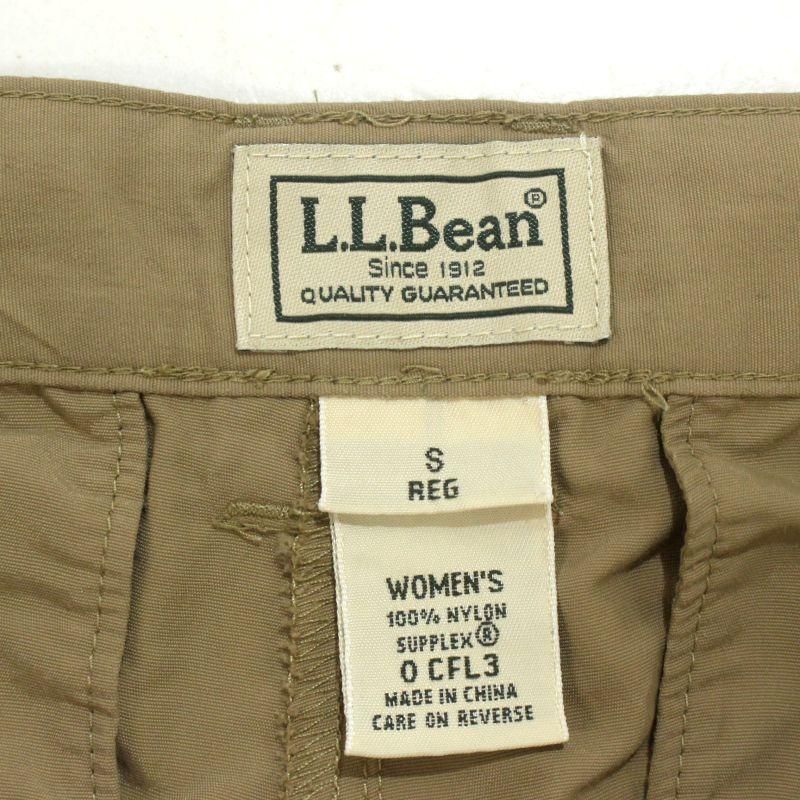 L.L.Bean®
Since 1912
QUALITY GUARANTEED
S
REG
WOMEN'S
100% NYLON
SUPPLEX®
0 CFL3
MADE IN CHINA
CARE ON REVERSE